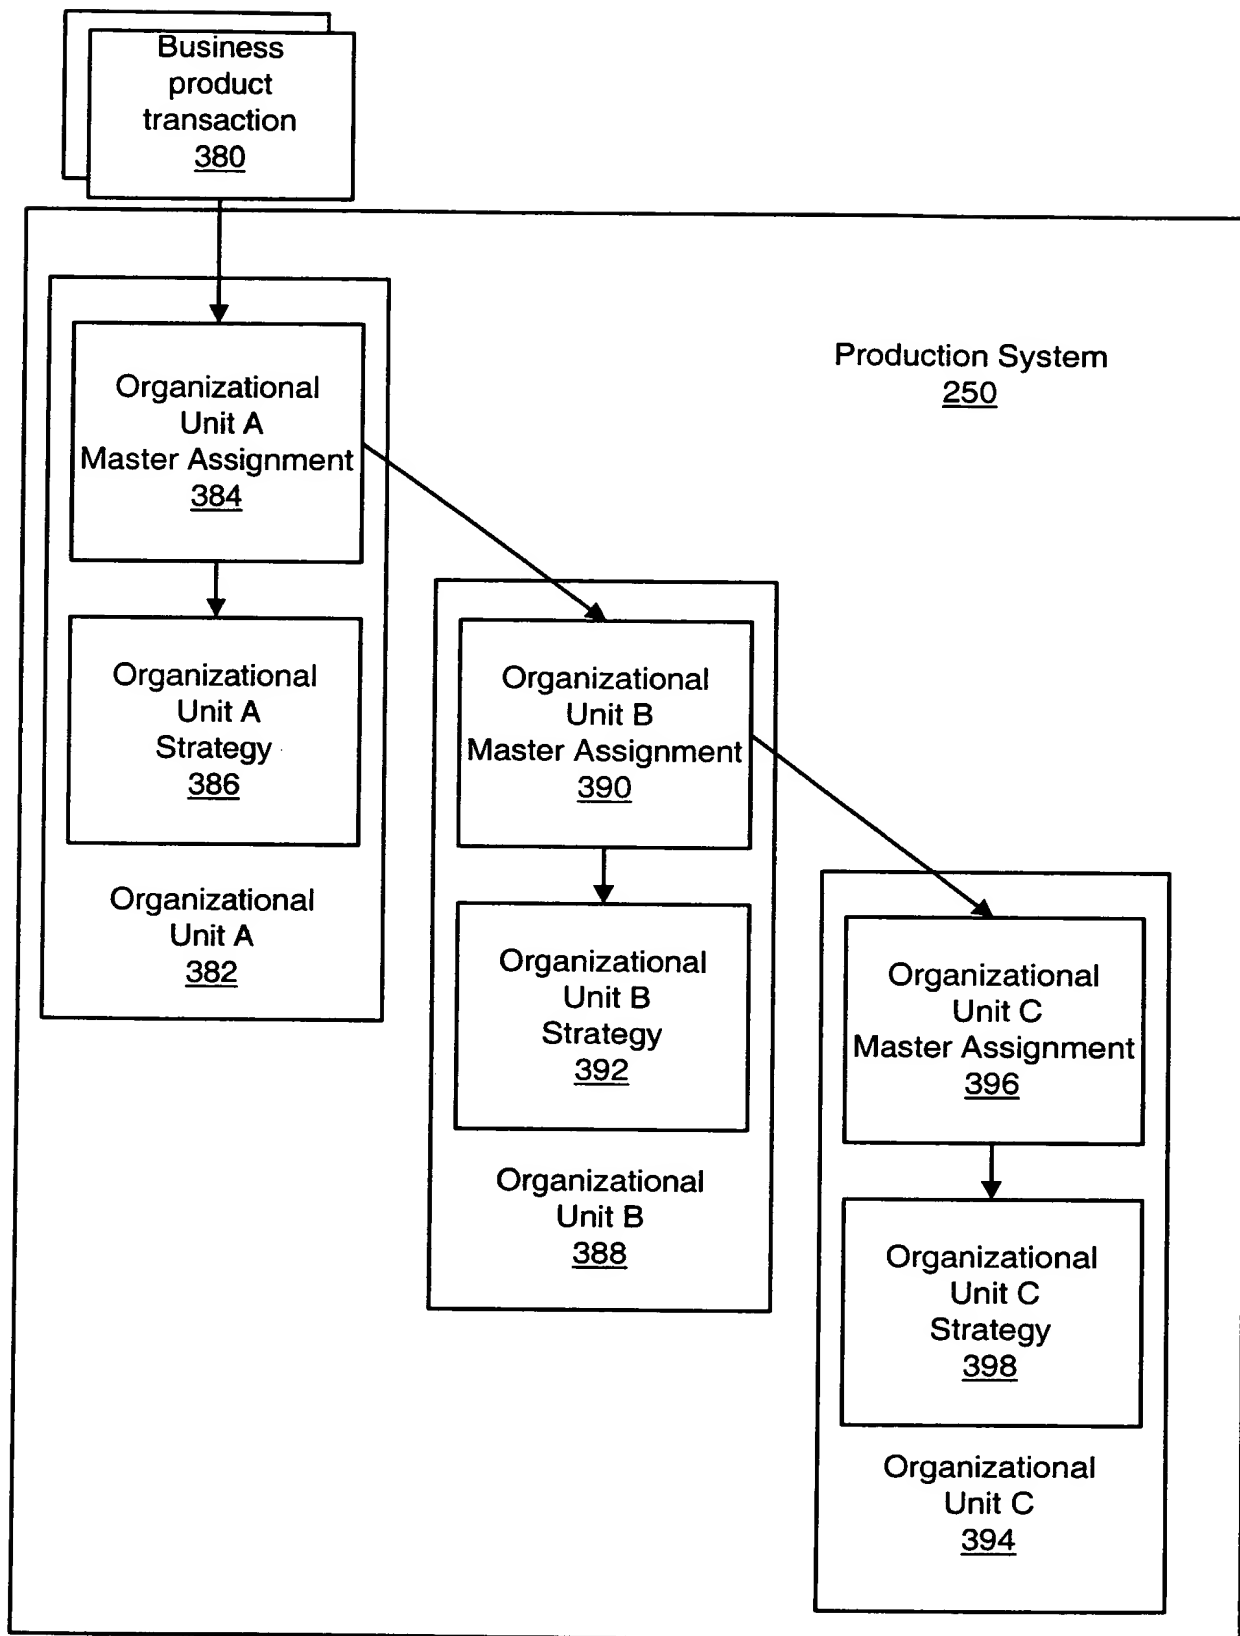 Business
product
transaction
380
Production System
250
Organizational
Unit A
Master Assignment
384
Organizational
Unit A
Strategy
386
Organizational
Unit A
382
Organizational
Unit B
Master Assignment
390
Organizational
Unit B
Strategy
392
Organizational
Unit B
388
Organizational
Unit C
Master Assignment
396
Organizational
Unit C
Strategy
398
Organizational
Unit C
394